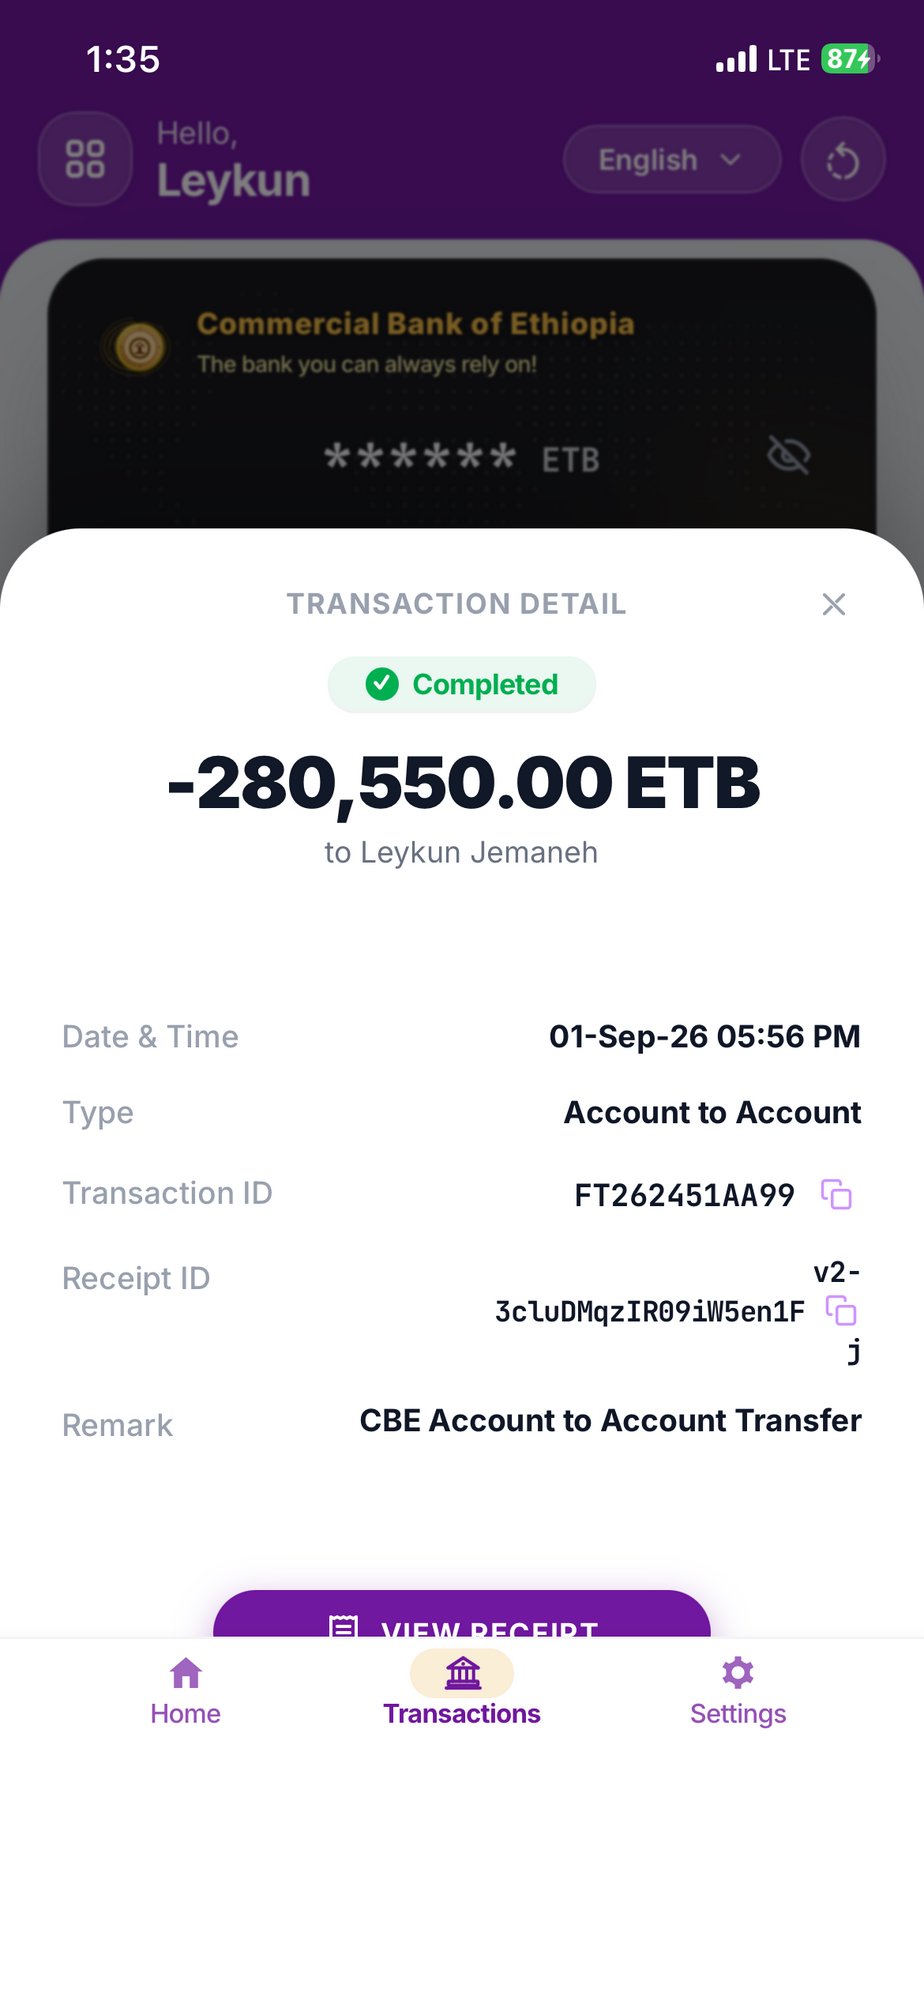 1:35
LTE
87
Hello,
Leykun
English
Commercial Bank of Ethiopia
The bank you can always rely on!
****** ETB
TRANSACTION DETAIL
Completed
-280,550.00 ETB
to Leykun Jemaneh
Date & Time
01-Sep-26 05:56 PM
Type
Account to Account
Transaction ID
FT262451AA99
Receipt ID
v2-
3cluDMqzIR09iW5en1F
j
Remark
CBE Account to Account Transfer
VIEW RECEIPT
Home
Transactions
Settings